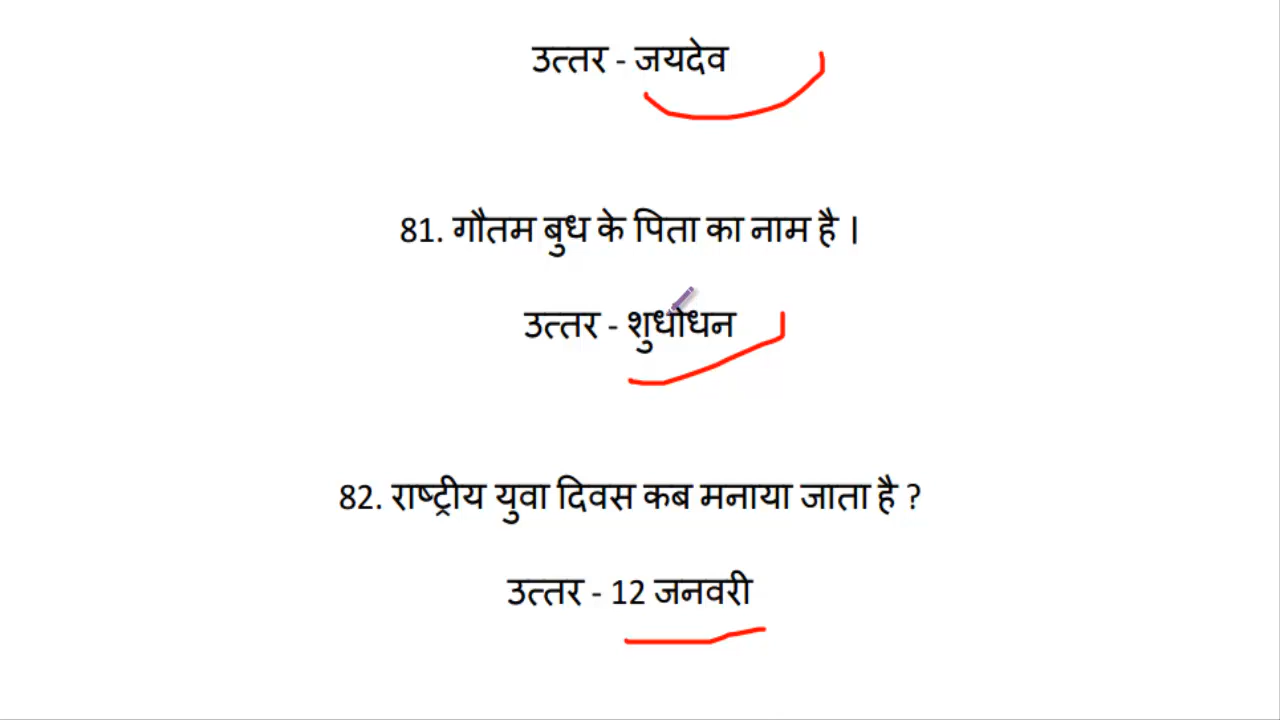 उत्तर - जयदेव
81. गौतम बुध के पिता का नाम है ।
उत्तर - शुधोधन
82. राष्ट्रीय युवा दिवस कब मनाया जाता है ?
उत्तर - 12 जनवरी